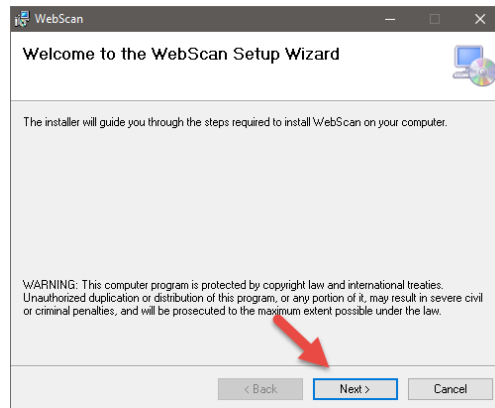 WebScan
Welcome to the WebScan Setup Wizard
The installer will guide you through the steps required to install WebScan on your computer.
WARNING: This computer program is protected by copyright law and international treaties.
Unauthorized duplication or distribution of this program, or any portion of it, may result in severe civil
or criminal penalties, and will be prosecuted to the maximum extent possible under the law.
< Back
Next >
Cancel